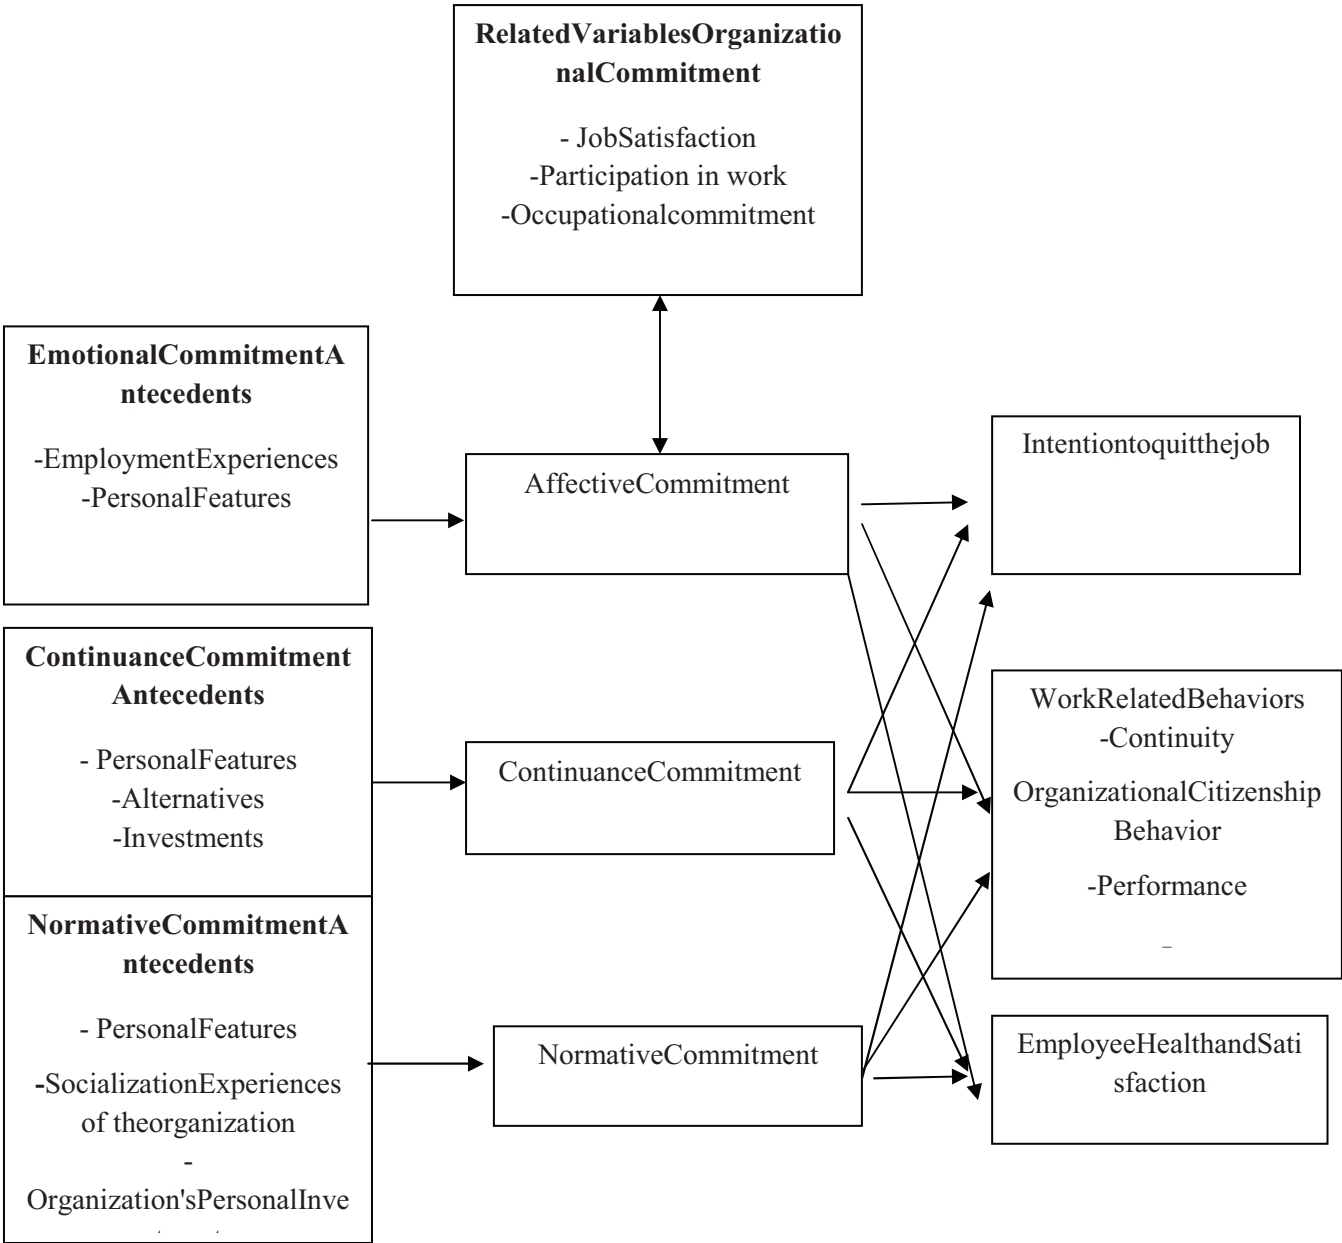 RelatedVariablesOrganizatio
nalCommitment
- JobSatisfaction
-Participation in work
-Occupationalcommitment
EmotionalCommitmentA
ntecedents
-EmploymentExperiences
-PersonalFeatures
AffectiveCommitment
Intentiontoquitthejob
ContinuanceCommitment
Antecedents
- PersonalFeatures
-Alternatives
-Investments
ContinuanceCommitment
WorkRelatedBehaviors
-Continuity
OrganizationalCitizenship
Behavior
-Performance
-
NormativeCommitmentA
ntecedents
- PersonalFeatures
-SocializationExperiences
of theorganization
-
Organization'sPersonalInve
NormativeCommitment
EmployeeHealthandSati
sfaction